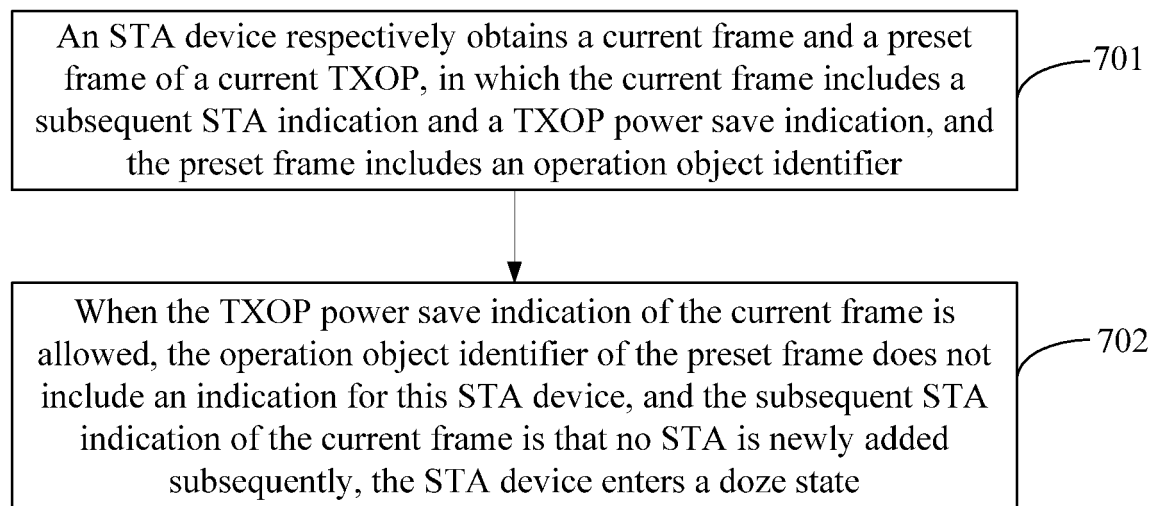 An STA device respectively obtains a current frame and a preset
frame of a current TXOP, in which the current frame includes a
subsequent STA indication and a TXOP power save indication, and
the preset frame includes an operation object identifier
701
When the TXOP power save indication of the current frame is
allowed, the operation object identifier of the preset frame does not
include an indication for this STA device, and the subsequent STA
indication of the current frame is that no STA is newly added
subsequently, the STA device enters a doze state
702